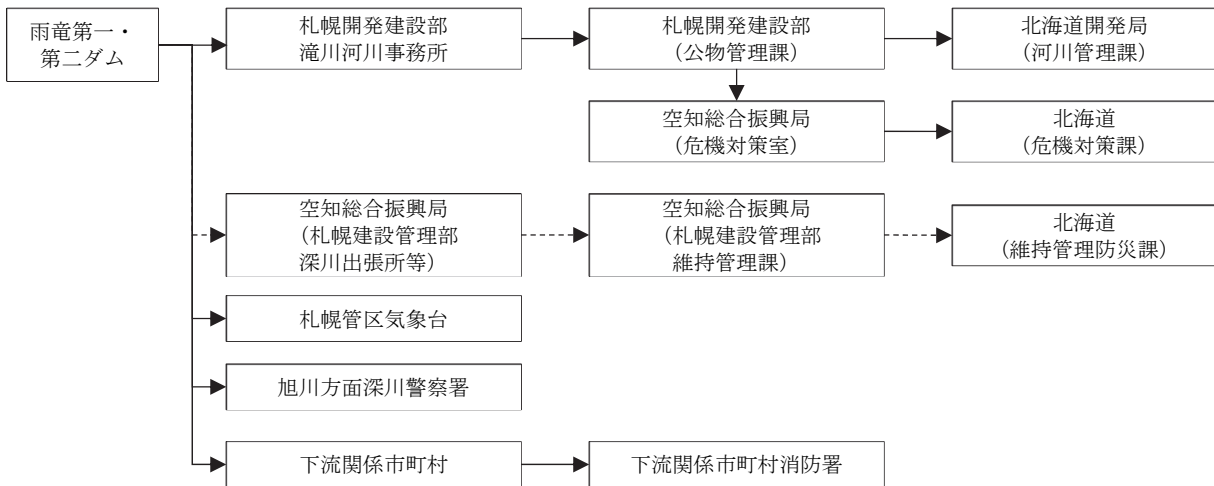 雨竜第一・
第二ダム
札幌開発建設部
滝川河川事務所
札幌開発建設部
(公物管理課)
北海道開発局
(河川管理課)
空知総合振興局
(危機対策室)
北海道
(危機対策課)
空知総合振興局
(札幌建設管理部
深川出張所等)
空知総合振興局
(札幌建設管理部
維持管理課)
北海道
(維持管理防災課)
札幌管区気象台
旭川方面深川警察署
下流関係市町村
下流関係市町村消防署